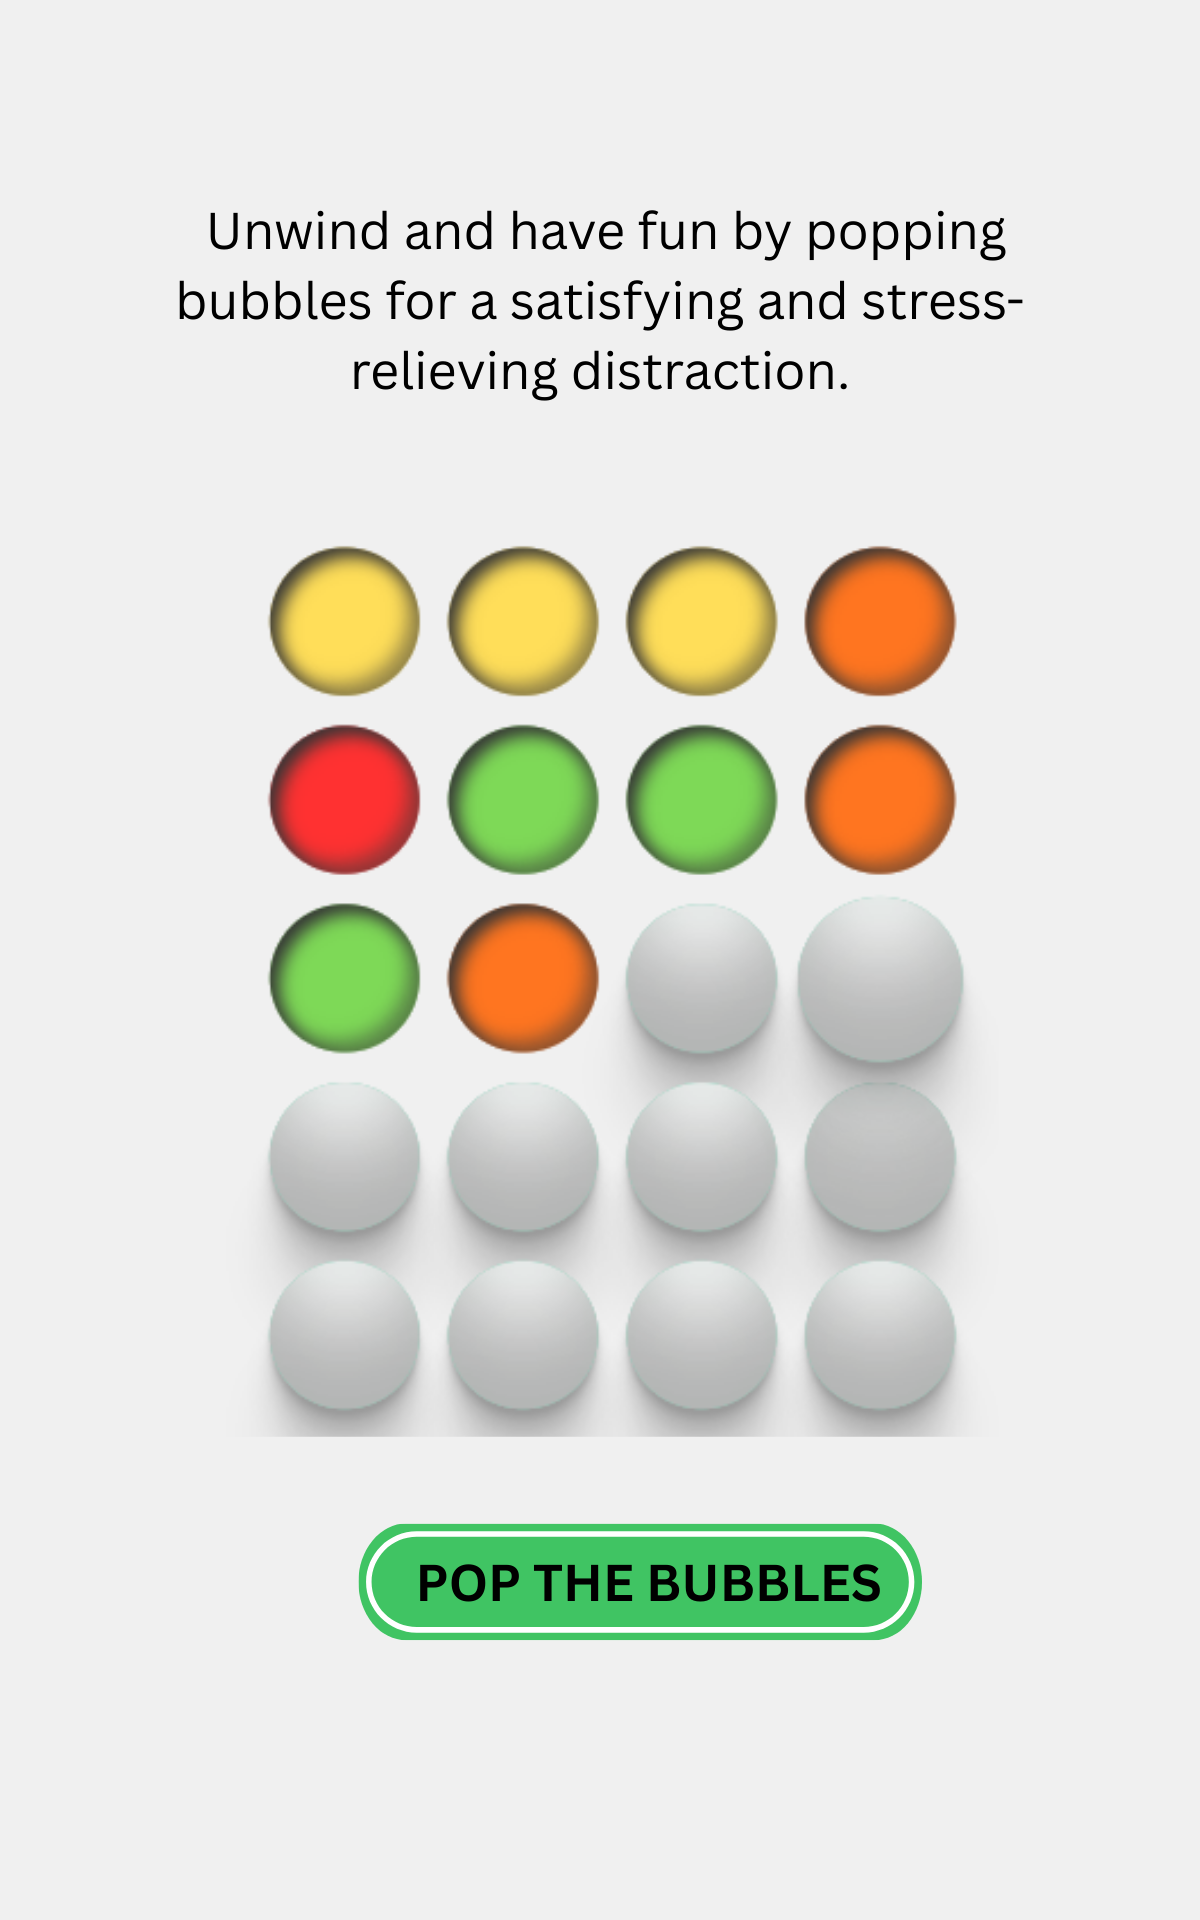 Unwind and have fun by popping
bubbles for a satisfying and stress-
relieving distraction.
POP THE BUBBLES